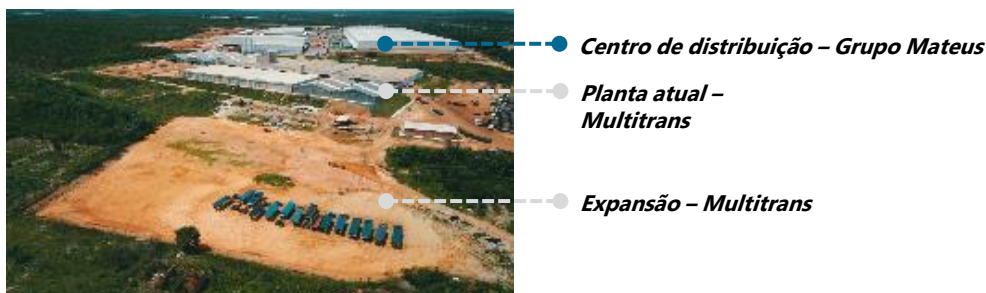 Centro de distribuição – Grupo Mateus
Planta atual –
Multitrans
Expansão – Multitrans